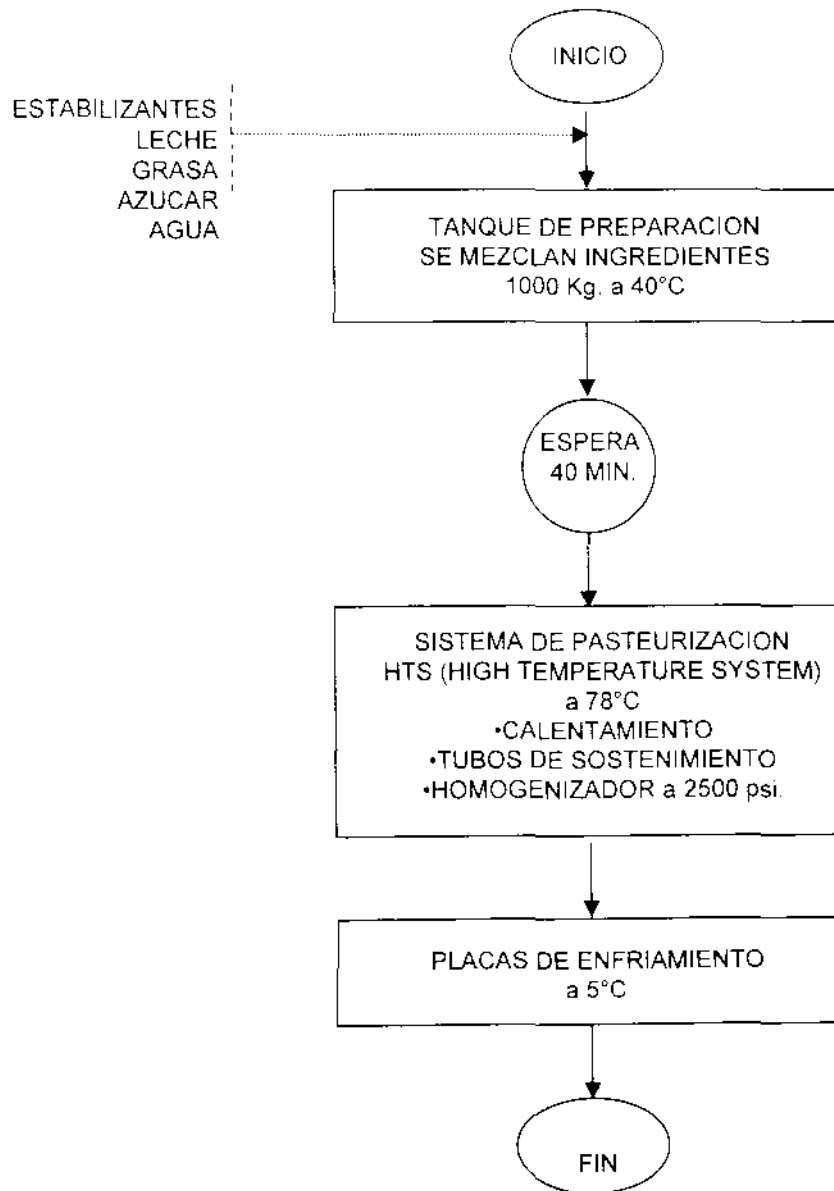 INICIO
ESTABILIZANTES
LECHE
GRASA
AZUCAR
AGUA
TANQUE DE PREPARACION
SE MEZCLAN INGREDIENTES
1000 Kg. a 40°C
ESPERA
40 MIN.
SISTEMA DE PASTEURIZACION
HTS (HIGH TEMPERATURE SYSTEM)
a 78°C
•CALENTAMIENTO
•TUBOS DE SOSTENIMIENTO
•HOMOGENIZADOR a 2500 psi.
PLACAS DE ENFRIAMIENTO
a 5°C
FIN